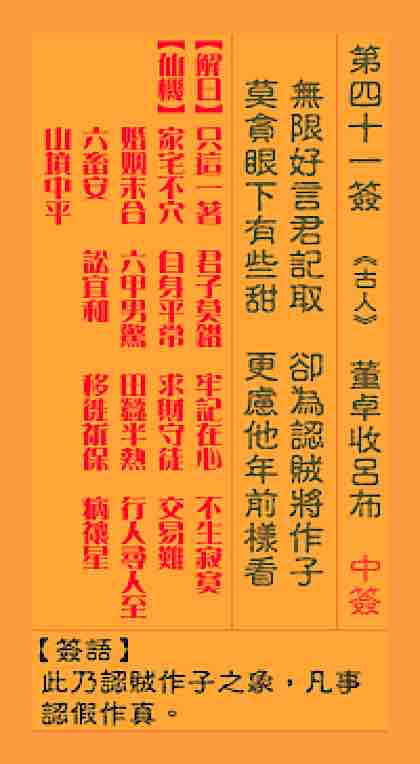 第四十一簽 《古人》 董卓收呂布 中簽
無限好言君記取 卻為認賊將作子
莫貪眼下有些甜 更慮他年前樣看
【解曰】只這一著 君子莫錯 牢記在心 不生寂寞
【仙機】家宅不穴 自身平常 求財守徒 交易難
婚姻未合 六甲男驚 田蠶半熟 行人尋人至
六畜安 訟宜和 移徙祈保 病禳星
山墳中平
【簽語】
此乃認賊作子之象，凡事
認假作真。